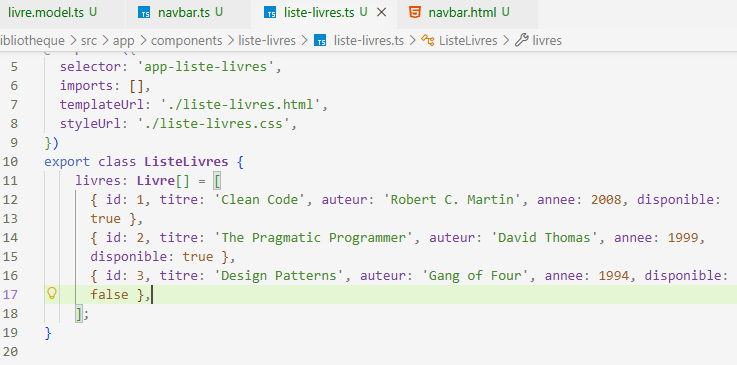 livre.model.ts U
TS navbar.ts U
TS liste-livres.ts U
navbar.html U
ibliotheque > src > app > components > liste-livres > TS liste-livres.ts > ListeLivres > livres
5 selector: 'app-liste-livres',
6 imports: [],
7 templateUrl: './liste-livres.html',
8 styleUrl: './liste-livres.css',
9 })
10 export class ListeLivres {
11 livres: Livre[] = [
12 { id: 1, titre: 'Clean Code', auteur: 'Robert C. Martin', annee: 2008, disponible:
13 true },
14 { id: 2, titre: 'The Pragmatic Programmer', auteur: 'David Thomas', annee: 1999,
15 disponible: true },
16 { id: 3, titre: 'Design Patterns', auteur: 'Gang of Four', annee: 1994, disponible:
17 false },
18 ];
19 }
20